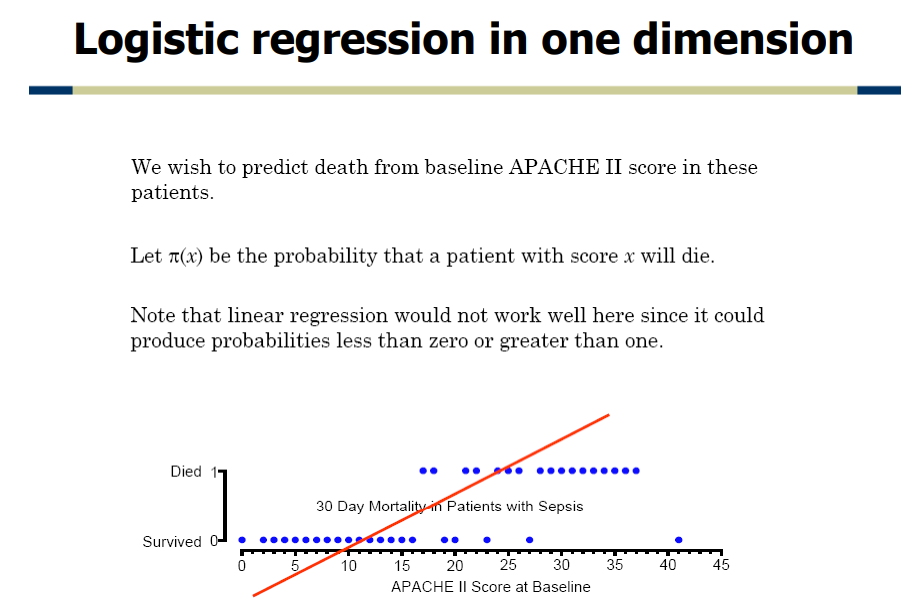 Logistic regression in one dimension
We wish to predict death from baseline APACHE II score in these
patients.
Let π(x) be the probability that a patient with score x will die.
Note that linear regression would not work well here since it could
produce probabilities less than zero or greater than one.
Died 1
30 Day Mortality in Patients with Sepsis
Survived 0
0 5 10 15 20 25 30 35 40 45
APACHE II Score at Baseline